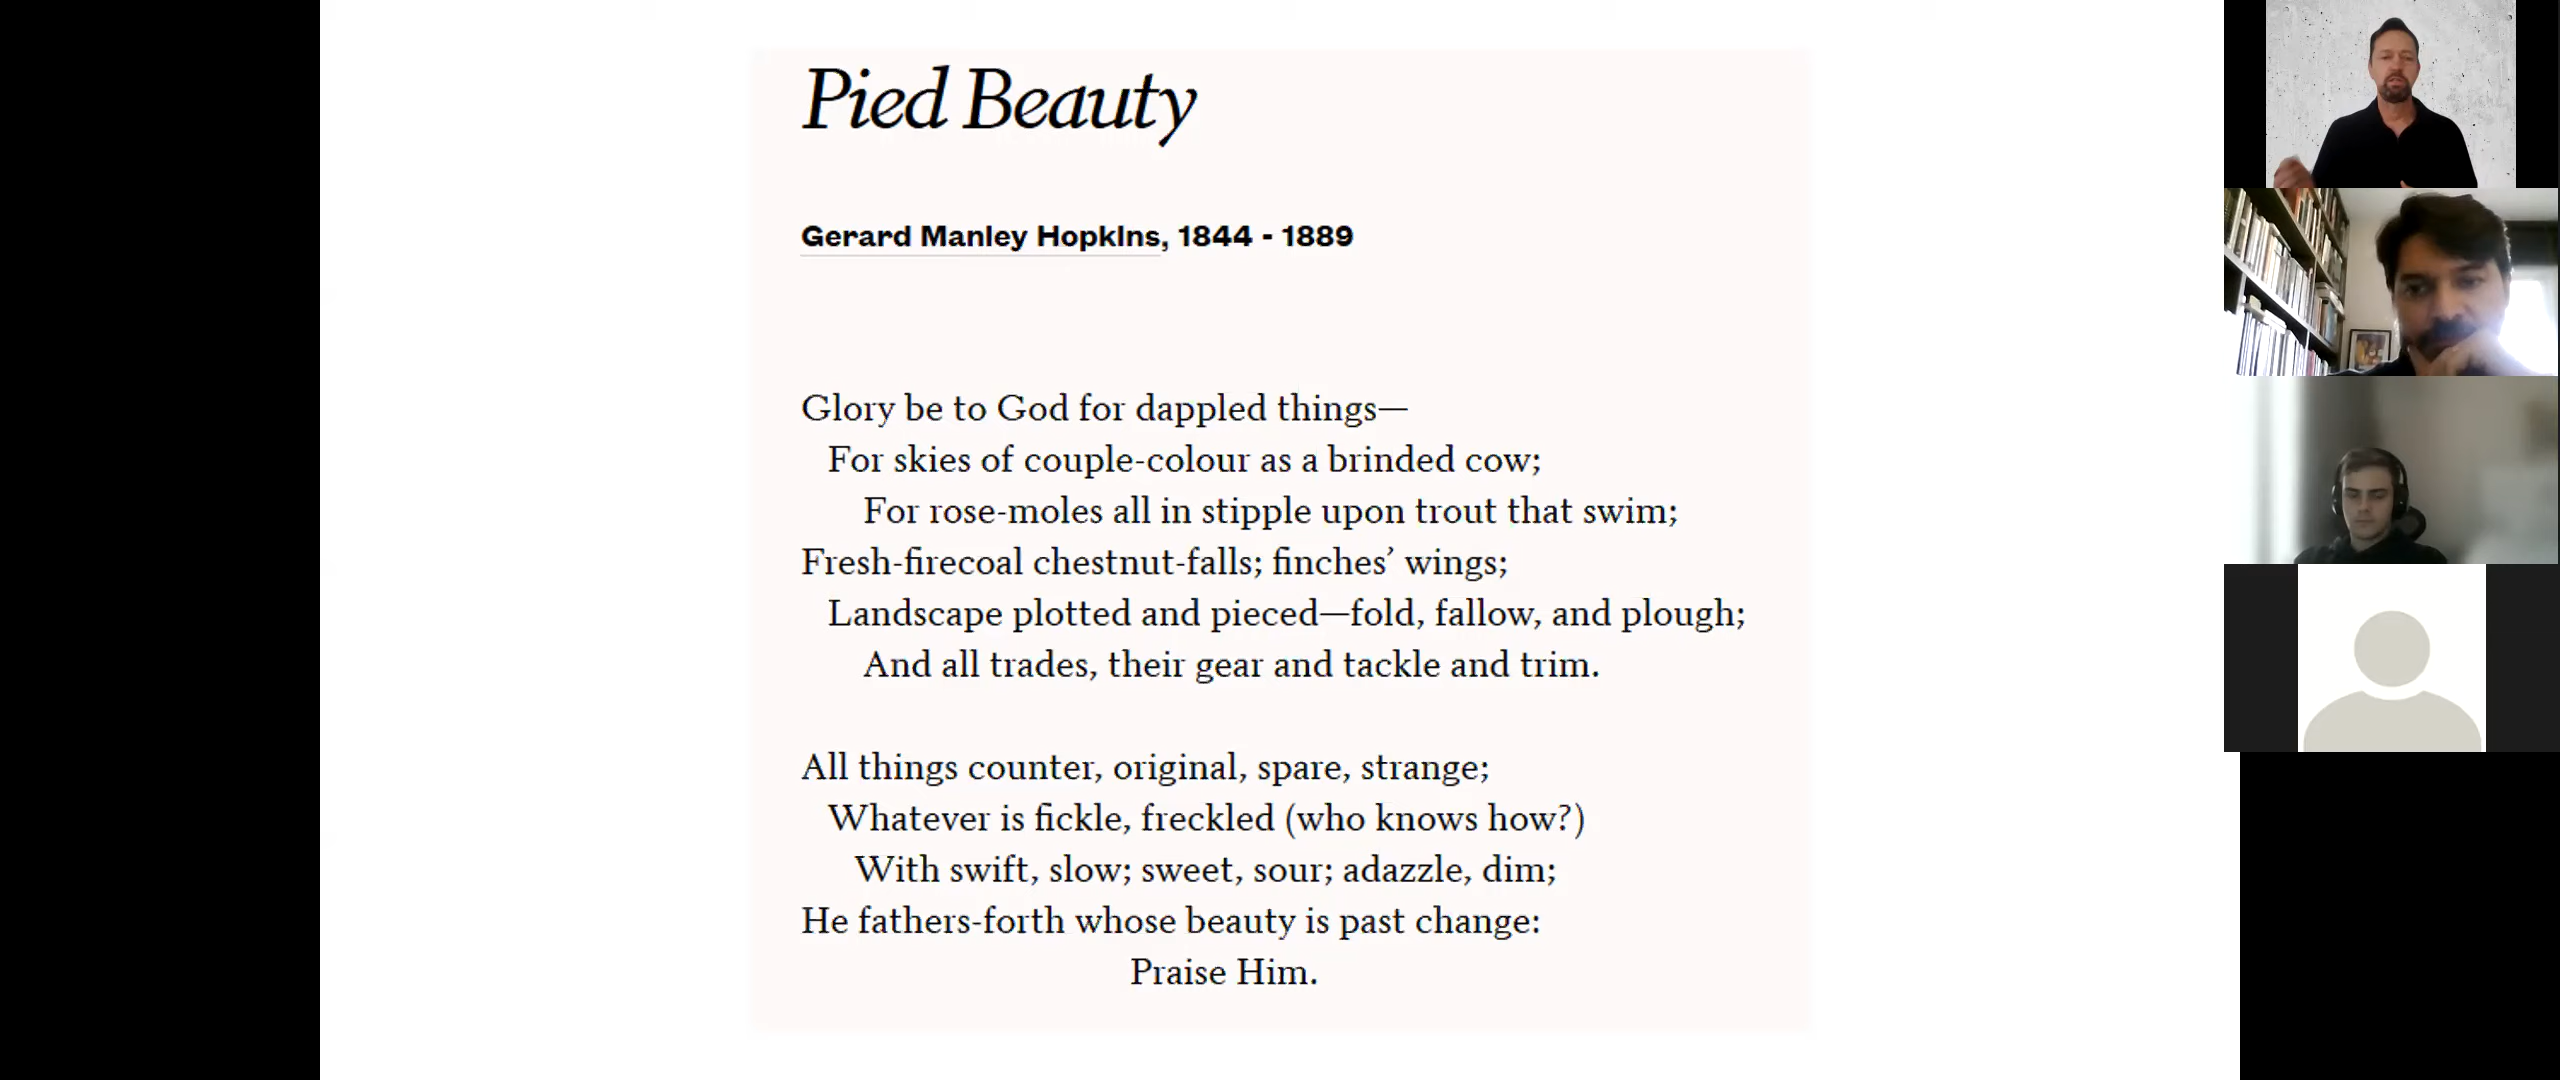 Pied Beauty
Gerard Manley Hopkins, 1844 - 1889
Glory be to God for dappled things—
For skies of couple-colour as a brinded cow;
For rose-moles all in stipple upon trout that swim;
Fresh-firecoal chestnut-falls; finches’ wings;
Landscape plotted and pieced—fold, fallow, and plough;
And all trades, their gear and tackle and trim.
All things counter, original, spare, strange;
Whatever is fickle, freckled (who knows how?)
With swift, slow; sweet, sour; adazzle, dim;
He fathers-forth whose beauty is past change:
Praise Him.